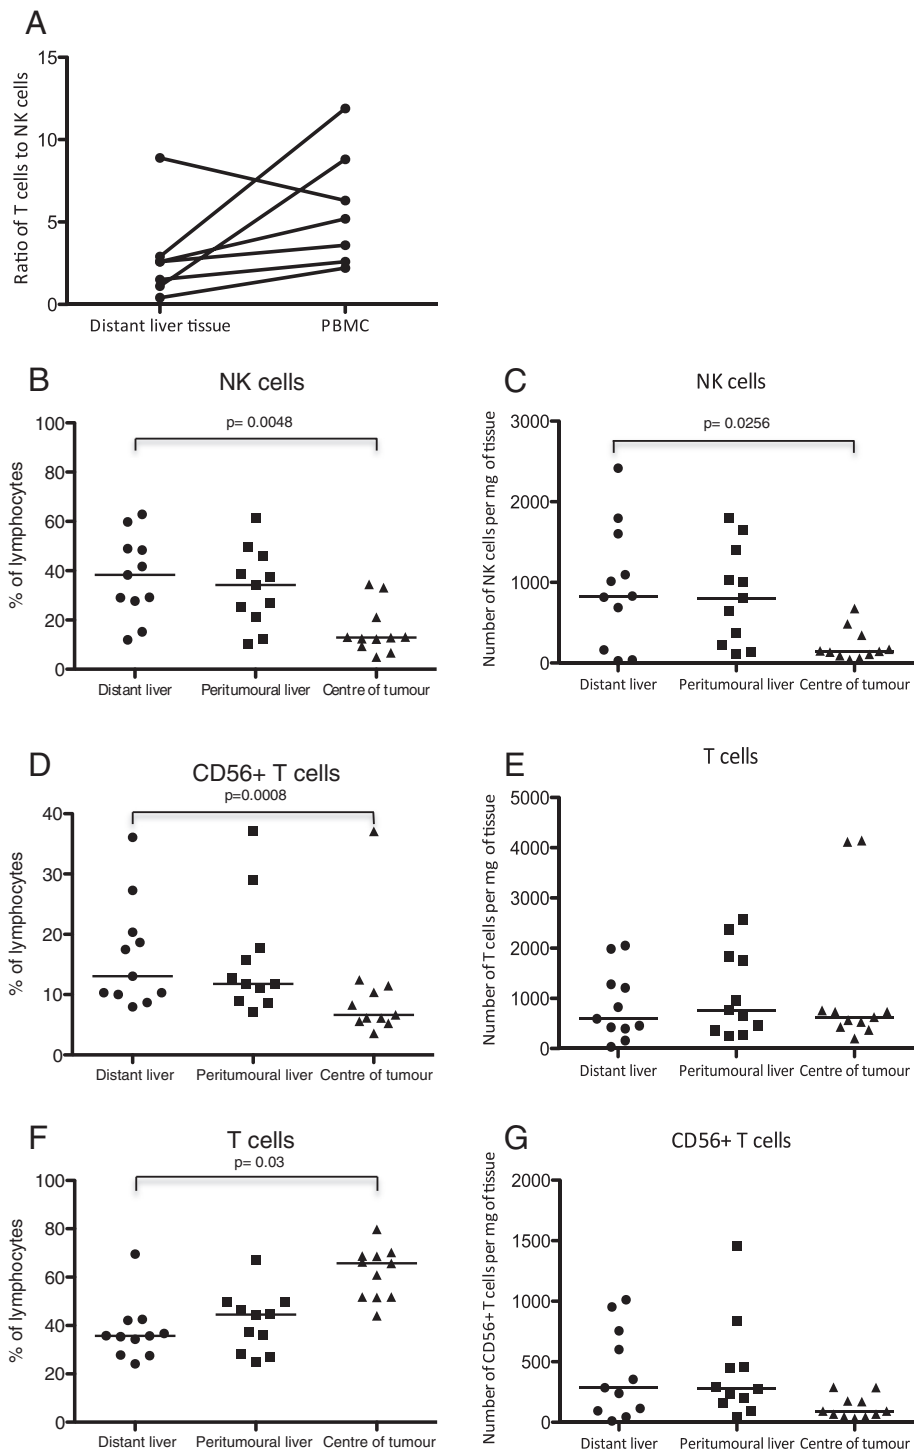 A
Ratio of T cells to NK cells
15
10
5
0
Distant liver tissue
PBMC
B
NK cells
p= 0.0048
% of lymphocytes
100
80
60
40
20
0
Distant liver
Peritumoural liver
Centre of tumour
C
NK cells
p= 0.0256
Number of NK cells per mg of tissue
3000
2000
1000
0
Distant liver
Peritumoural liver
Centre of tumour
D
CD56+ T cells
p=0.0008
% of lymphocytes
40
30
20
10
0
Distant liver
Peritumoural liver
Centre of tumour
E
T cells
Number of T cells per mg of tissue
5000
4000
3000
2000
1000
0
Distant liver
Peritumoural liver
Centre of tumour
F
T cells
p= 0.03
% of lymphocytes
100
80
60
40
20
0
Distant liver
Peritumoural liver
Centre of tumour
G
CD56+ T cells
Number of CD56+ T cells per mg of tissue
2000
1500
1000
500
0
Distant liver
Peritumoural liver
Centre of tumour